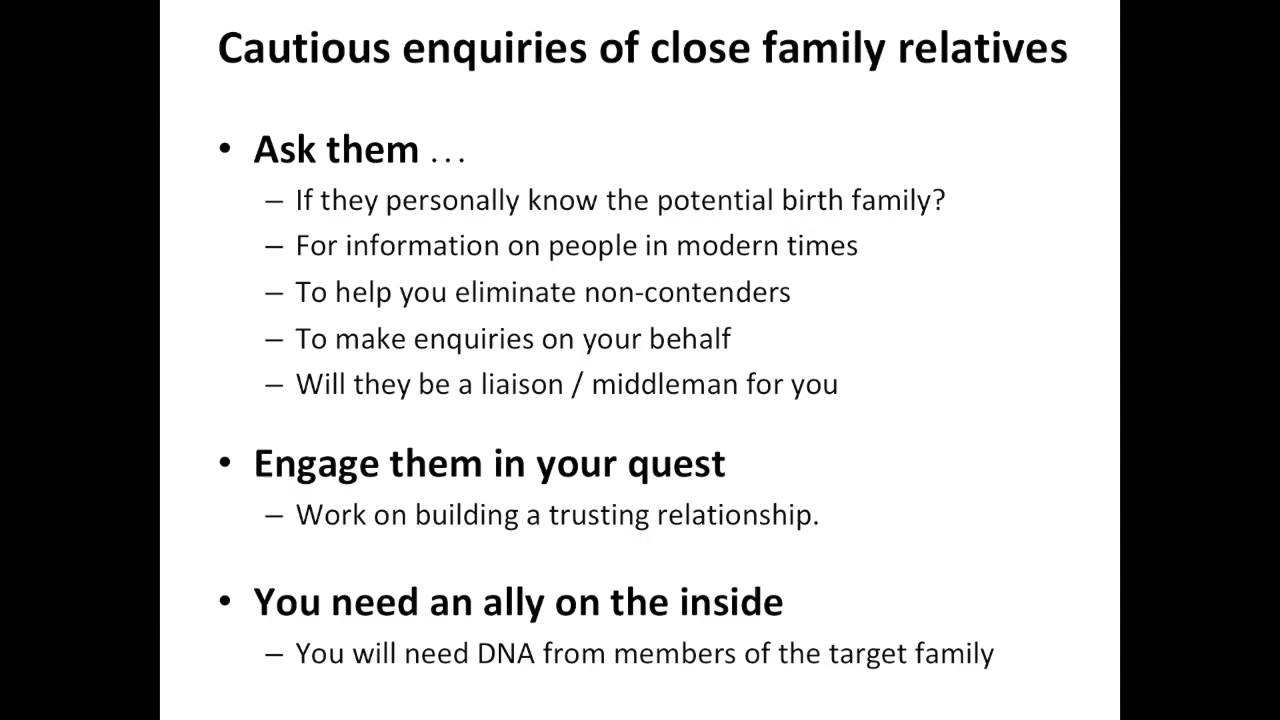 Cautious enquiries of close family relatives
• Ask them ...
– If they personally know the potential birth family?
– For information on people in modern times
– To help you eliminate non-contenders
– To make enquiries on your behalf
– Will they be a liaison / middleman for you
• Engage them in your quest
– Work on building a trusting relationship.
• You need an ally on the inside
– You will need DNA from members of the target family